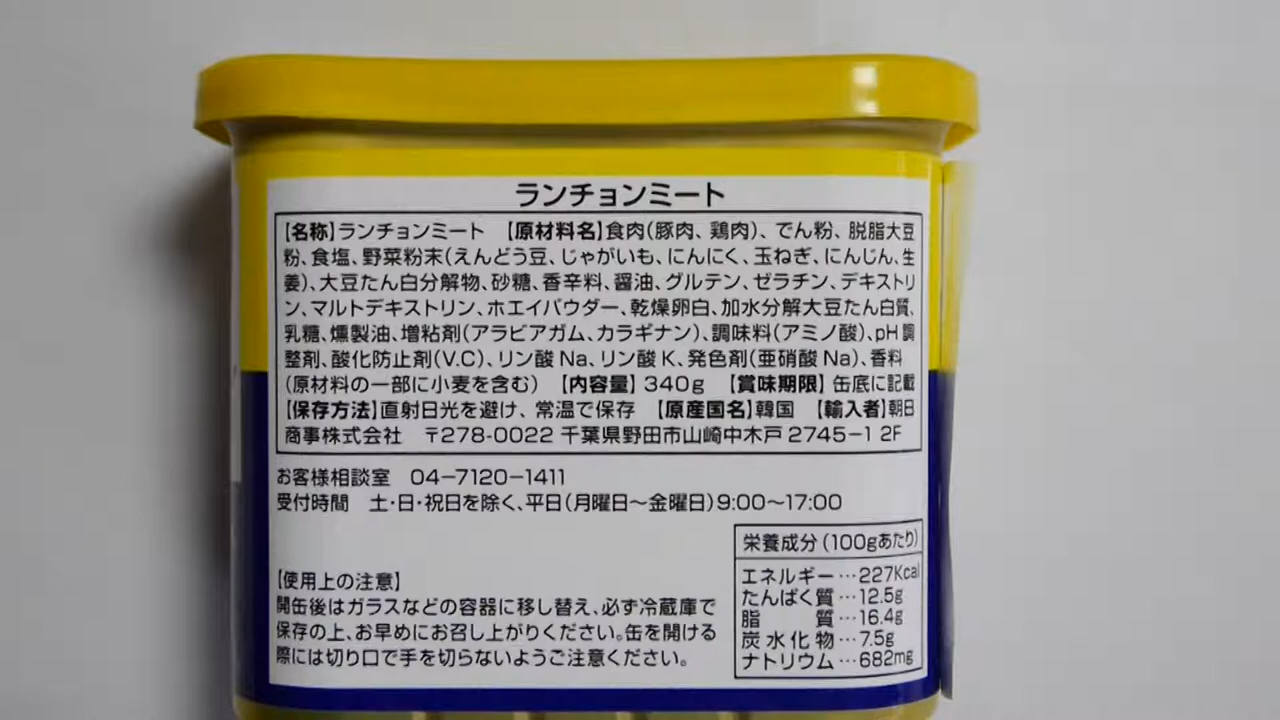 ランチョンミート
【名称】ランチョンミート 【原材料名】食肉(豚肉、鶏肉)、でん粉、脱脂大豆
粉、食塩、野菜粉末(えんどう豆、じゃがいも、にんにく、玉ねぎ、にんじん、生
姜)、大豆たん白分解物、砂糖、香辛料、醤油、グルテン、ゼラチン、デキストリ
ン、マルトデキストリン、ホエイパウダー、乾燥卵白、加水分解大豆たん白質、
乳糖、燻製油、増粘剤(アラビアガム、カラギナン)、調味料(アミノ酸)、pH調
整剤、酸化防止剤(V.C)、リン酸Na、リン酸K、発色剤(亜硝酸Na)、香料
(原材料の一部に小麦を含む) 【内容量】340g 【賞味期限】缶底に記載
【保存方法】直射日光を避け、常温で保存 【原産国名】韓国 【輸入者】朝日
商事株式会社 〒278-0022 千葉県野田市山崎中木戸2745−1 2F
お客様相談室 04−7120−1411
受付時間 土・日・祝日を除く、平日(月曜日〜金曜日)9:00〜17:00
【使用上の注意】
開缶後はガラスなどの容器に移し替え、必ず冷蔵庫で
保存の上、お早めにお召し上がりください。缶を開ける
際には切り口で手を切らないようご注意ください。
栄養成分(100gあたり)
エネルギー…227Kcal
たんぱく質…12.5g
脂質…16.4g
炭水化物…7.5g
ナトリウム…682mg